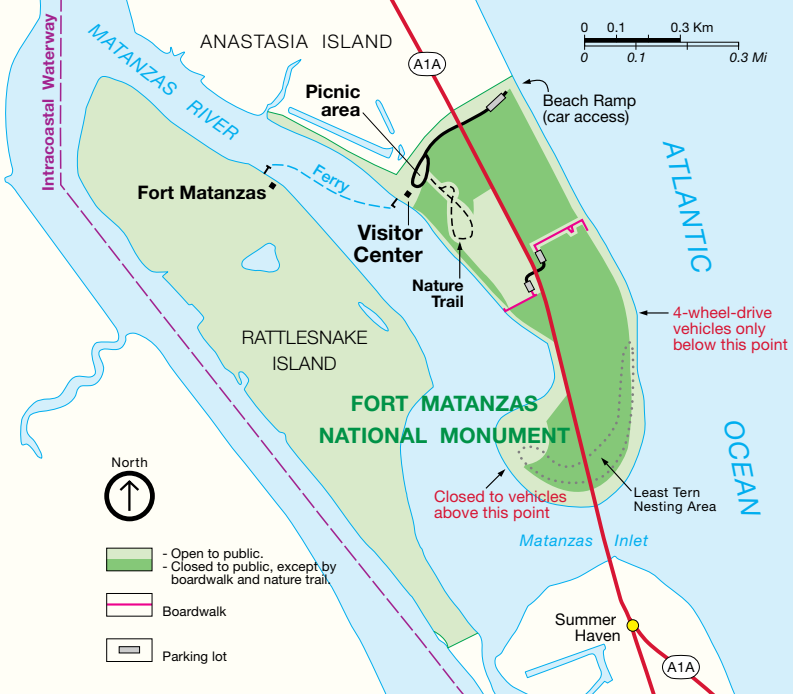 0 0.1 0.3 Km
0 0.1 0.3 Mi
ANASTASIA ISLAND
A1A
MATANZAS RIVER
Intracoastal Waterway
Picnic
area
Beach Ramp
(car access)
ATLANTIC
Ferry
Fort Matanzas
Visitor
Center
Nature
Trail
4-wheel-drive
vehicles only
below this point
RATTLESNAKE
ISLAND
FORT MATANZAS
NATIONAL MONUMENT
OCEAN
North
Closed to vehicles
above this point
Least Tern
Nesting Area
Matanzas Inlet
- Open to public.
- Closed to public, except by
boardwalk and nature trail.
Boardwalk
Parking lot
Summer
Haven
A1A